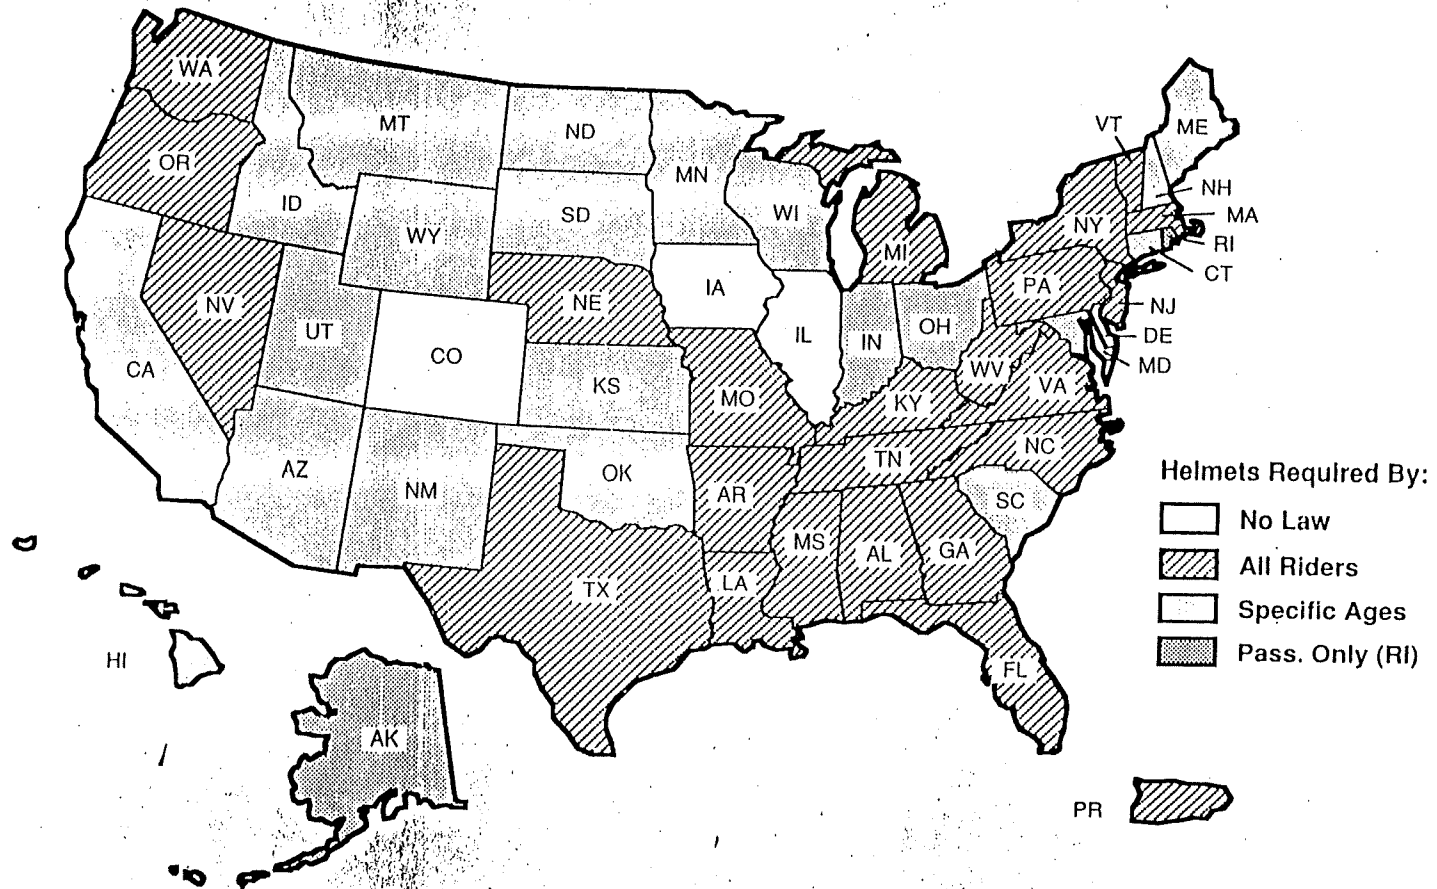 WA
MT
ND
VT
ME
OR
MN
ID
SD
WI
NH
MA
WY
NY
RI
MI
CT
IA
PA
NV
NE
NJ
UT
IL
OH
DE
CO
IN
MD
CA
WV
KS
VA
MO
KY
NC
AZ
OK
TN
NM
AR
SC
MS
AL
GA
TX
LA
HI
FL
AK
PR
Helmets Required By:
No Law
All Riders
Specific Ages
Pass. Only (RI)